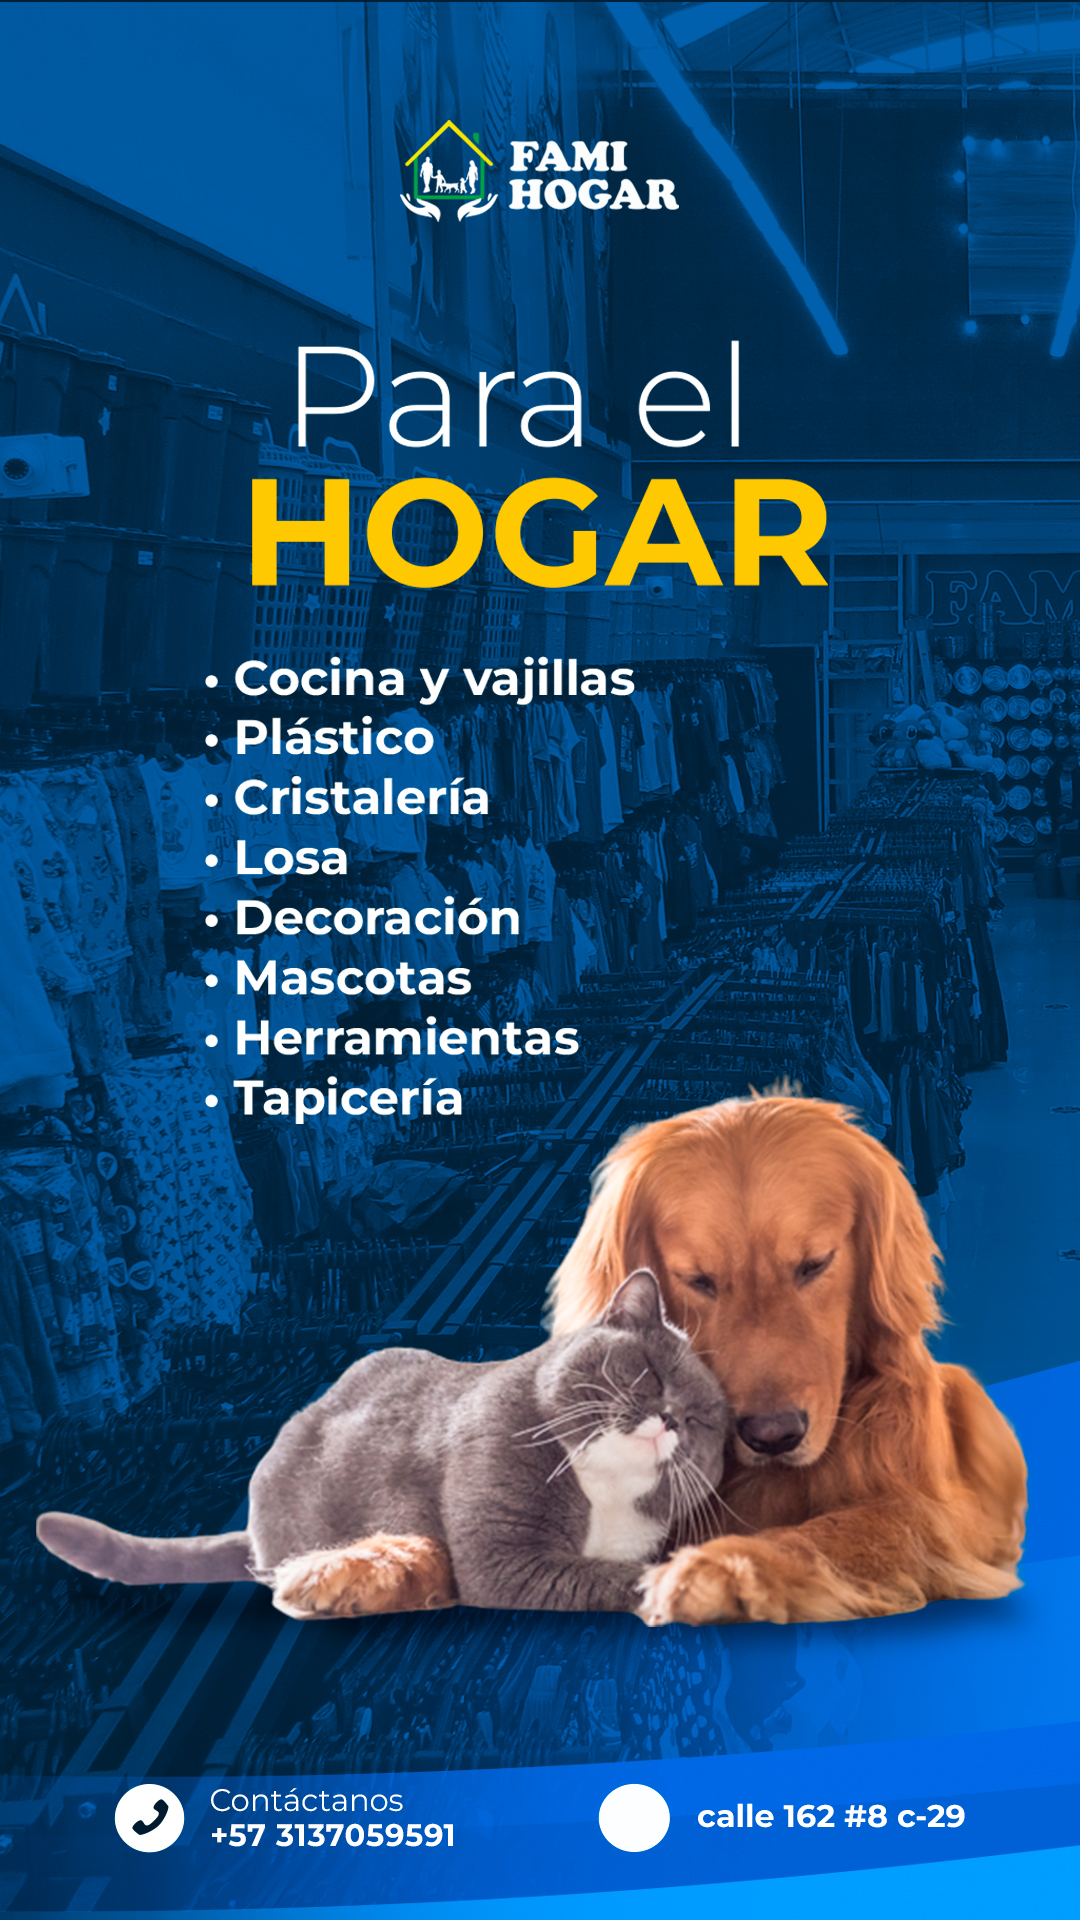 FAMI
HOGAR
Para el
HOGAR
• Cocina y vajillas
• Plástico
• Cristalería
• Losa
• Decoración
• Mascotas
• Herramientas
• Tapicería
FAM
Contáctanos
+57 3137059591
calle 162 #8 c-29